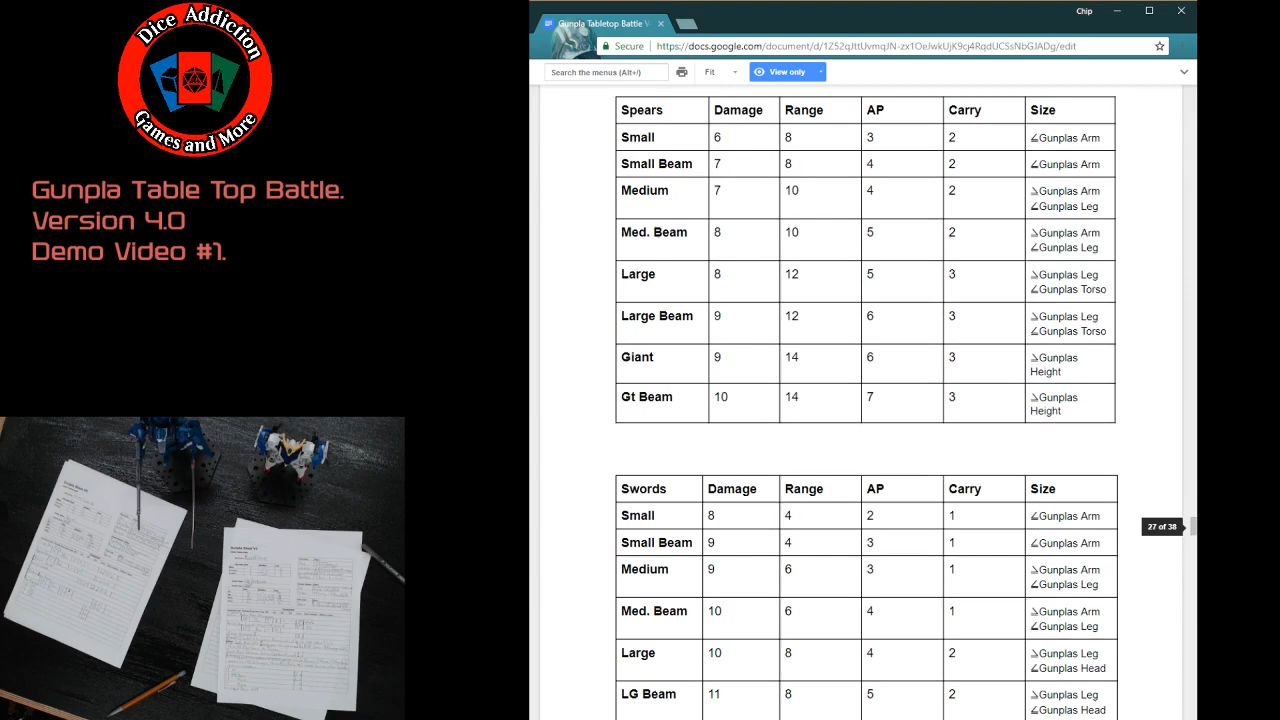 Dice Addiction
Games and More
Gunpla Table Top Battle.
Version 4.0
Demo Video #1.
Chip
Gunpla Tabletop Battle V
Secure
https://docs.google.com/document/d/1Z52qJttUvmqJN-zx1OeJwkUjK9cj4RqdUCSsNbGJADg/edit
Search the menus (Alt+/)
Fit
View only
Spears Damage Range AP Carry Size
Small 6 8 3 2 ∠Gunplas Arm
Small Beam 7 8 4 2 ∠Gunplas Arm
Medium 7 10 4 2 ⦣Gunplas Arm
∠Gunplas Leg
Med. Beam 8 10 5 2 ⦣Gunplas Arm
∠Gunplas Leg
Large 8 12 5 3 ⦣Gunplas Leg
∠Gunplas Torso
Large Beam 9 12 6 3 ⦣Gunplas Leg
∠Gunplas Torso
Giant 9 14 6 3 ⦣Gunplas
Height
Gt Beam 10 14 7 3 ⦣Gunplas
Height
Swords Damage Range AP Carry Size
Small 8 4 2 1 ∠Gunplas Arm
Small Beam 9 4 3 1 ∠Gunplas Arm
Medium 9 6 3 1 ⦣Gunplas Arm
∠Gunplas Leg
Med. Beam 10 6 4 1 ⦣Gunplas Arm
∠Gunplas Leg
Large 10 8 4 2 ⦣Gunplas Leg
∠Gunplas Head
LG Beam 11 8 5 2 ⦣Gunplas Leg
∠Gunplas Head
27 of 38